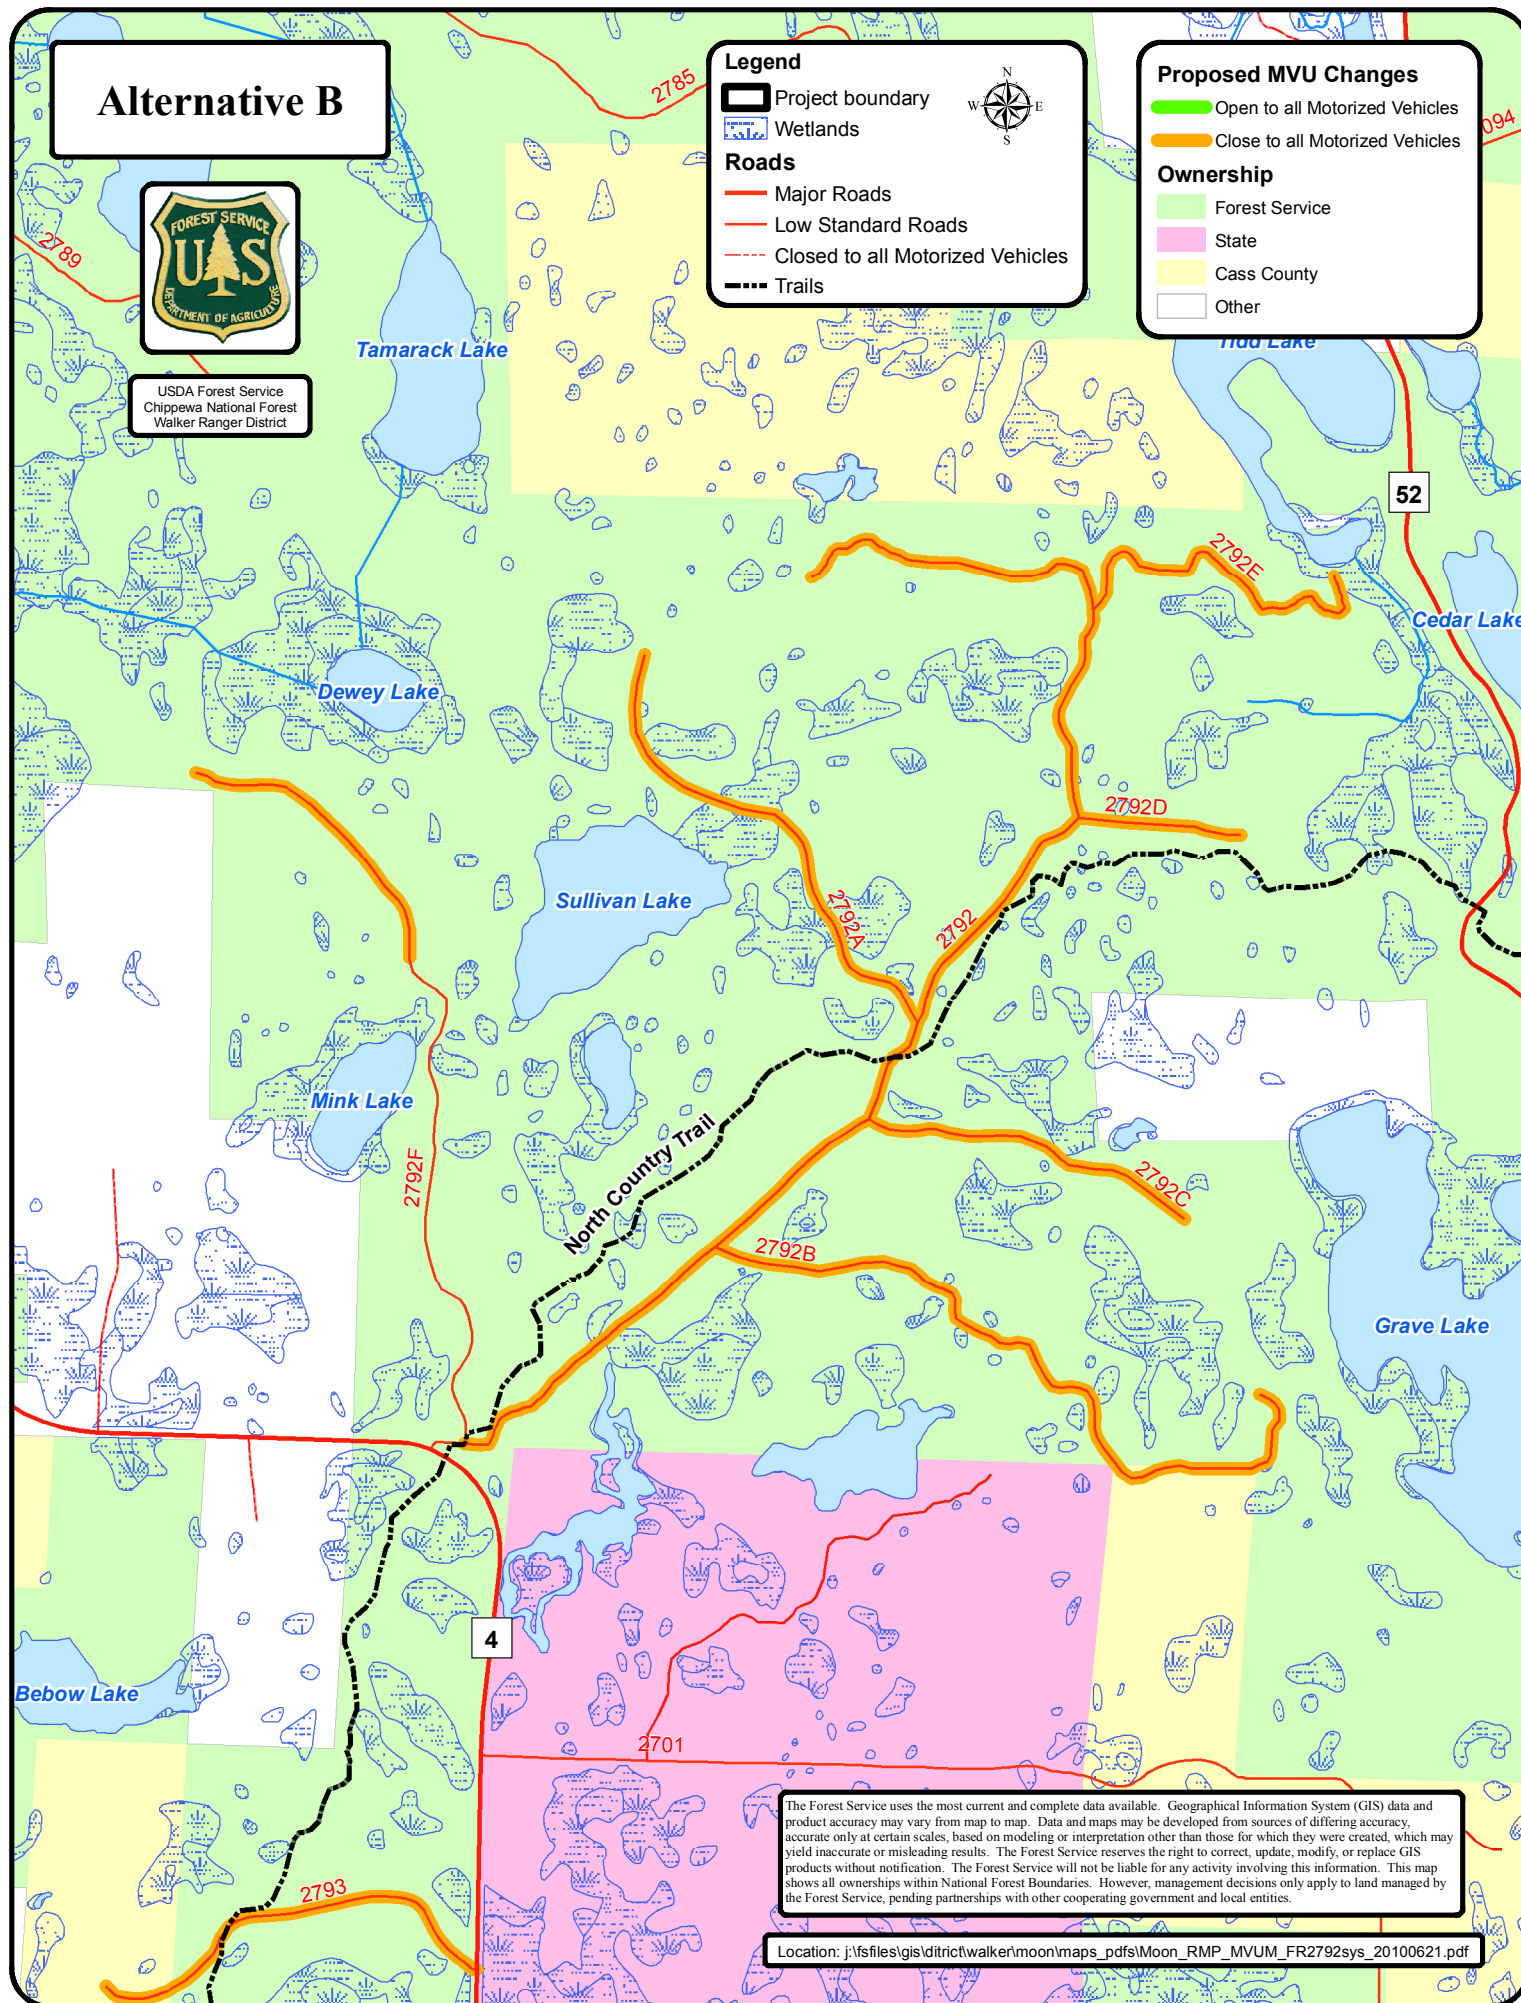 Alternative B
FOREST SERVICE
U S
DEPARTMENT OF AGRICULTURE
USDA Forest Service
Chippewa National Forest
Walker Ranger District
Legend
Project boundary
Wetlands
Roads
Major Roads
Low Standard Roads
Closed to all Motorized Vehicles
Trails
N
W E
S
Proposed MVU Changes
Open to all Motorized Vehicles
Close to all Motorized Vehicles
Ownership
Forest Service
State
Cass County
Other
2785
094
2789
Tamarack Lake
Tidd Lake
52
2792E
Cedar Lake
Dewey Lake
2792D
Sullivan Lake
2792A
2792
Mink Lake
2792F
North Country Trail
2792C
2792B
Grave Lake
4
Bebow Lake
2701
2793
The Forest Service uses the most current and complete data available. Geographical Information System (GIS) data and
product accuracy may vary from map to map. Data and maps may be developed from sources of differing accuracy,
accurate only at certain scales, based on modeling or interpretation other than those for which they were created, which may
yield inaccurate or misleading results. The Forest Service reserves the right to correct, update, modify, or replace GIS
products without notification. The Forest Service will not be liable for any activity involving this information. This map
shows all ownerships within National Forest Boundaries. However, management decisions only apply to land managed by
the Forest Service, pending partnerships with other cooperating government and local entities.
Location: j:\fsfiles\gis\ditrict\walker\moon\maps_pdfs\Moon_RMP_MVUM_FR2792sys_20100621.pdf